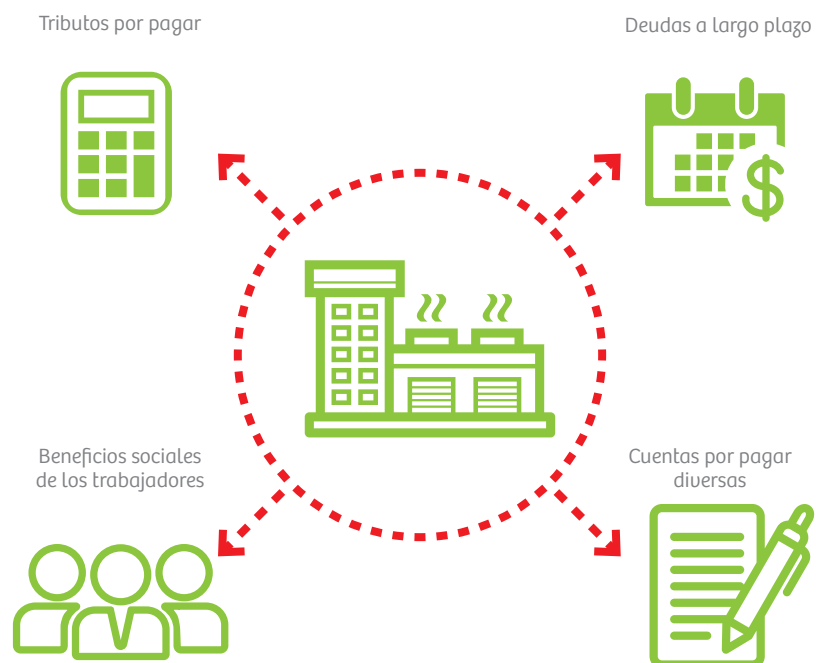 Tributos por pagar
Deudas a largo plazo
Beneficios sociales
de los trabajadores
Cuentas por pagar
diversas
$